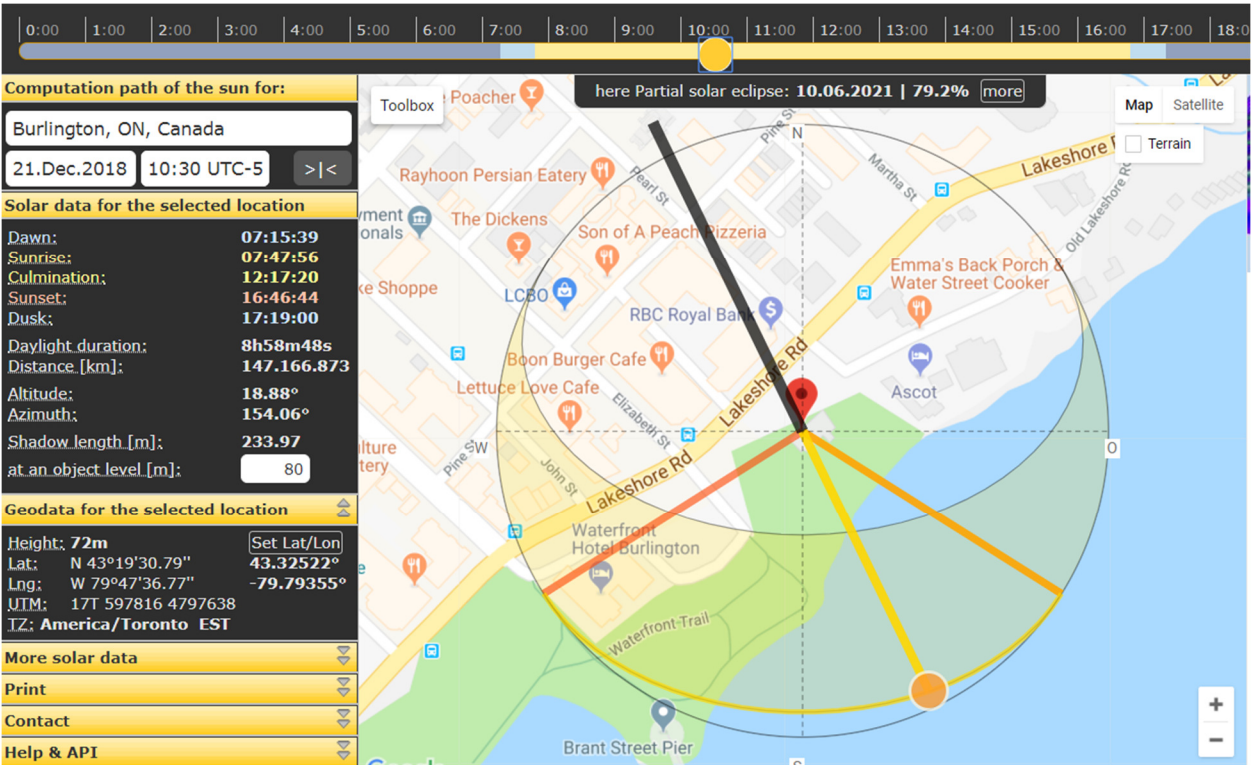 0:00 1:00 2:00 3:00 4:00 5:00 6:00 7:00 8:00 9:00 10:00 11:00 12:00 13:00 14:00 15:00 16:00 17:00 18:0
Computation path of the sun for:
Burlington, ON, Canada
21.Dec.2018 10:30 UTC-5 >|<
Solar data for the selected location
Dawn: 07:15:39
Sunrise: 07:47:56
Culmination: 12:17:20
Sunset: 16:46:44
Dusk: 17:19:00
Daylight duration: 8h58m48s
Distance [km]: 147.166.873
Altitude: 18.88°
Azimuth: 154.06°
Shadow length [m]: 233.97
at an object level [m]: 80
Geodata for the selected location
Height: 72m Set Lat/Lon
Lat: N 43°19'30.79'' 43.32522°
Lng: W 79°47'36.77'' -79.79355°
UTM: 17T 597816 4797638
TZ: America/Toronto EST
More solar data
Print
Contact
Help & API
here Partial solar eclipse: 10.06.2021 | 79.2% more
Toolbox
Map Satellite
Terrain
Poacher
Pine St
N
Lakeshore R
Martha St
Rayhoon Persian Eatery
Pearl St
Old Lakeshore Rd
The Dickens
Son of A Peach Pizzeria
Emma's Back Porch &
Water Street Cooker
LCBO
RBC Royal Bank
Boon Burger Cafe
Lettuce Love Cafe
Lakeshore Rd
Ascot
Elizabeth St
Pine S
W
O
John St
Lakeshore Rd
Waterfront
Hotel Burlington
Waterfront Trail
Brant Street Pier